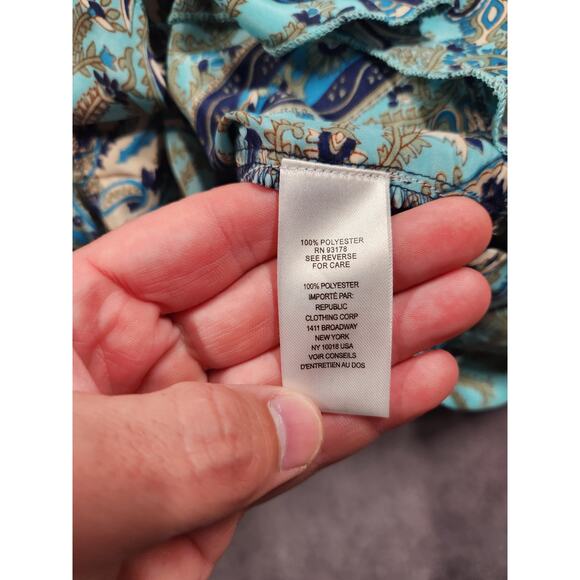 100% POLYESTER
RN 93178
SEE REVERSE
FOR CARE
100% POLYESTER
IMPORTÉ PAR:
REPUBLIC
CLOTHING CORP
1411 BROADWAY
NEW YORK
NY 10018 USA
VOIR CONSEILS
D'ENTRETIEN AU DOS